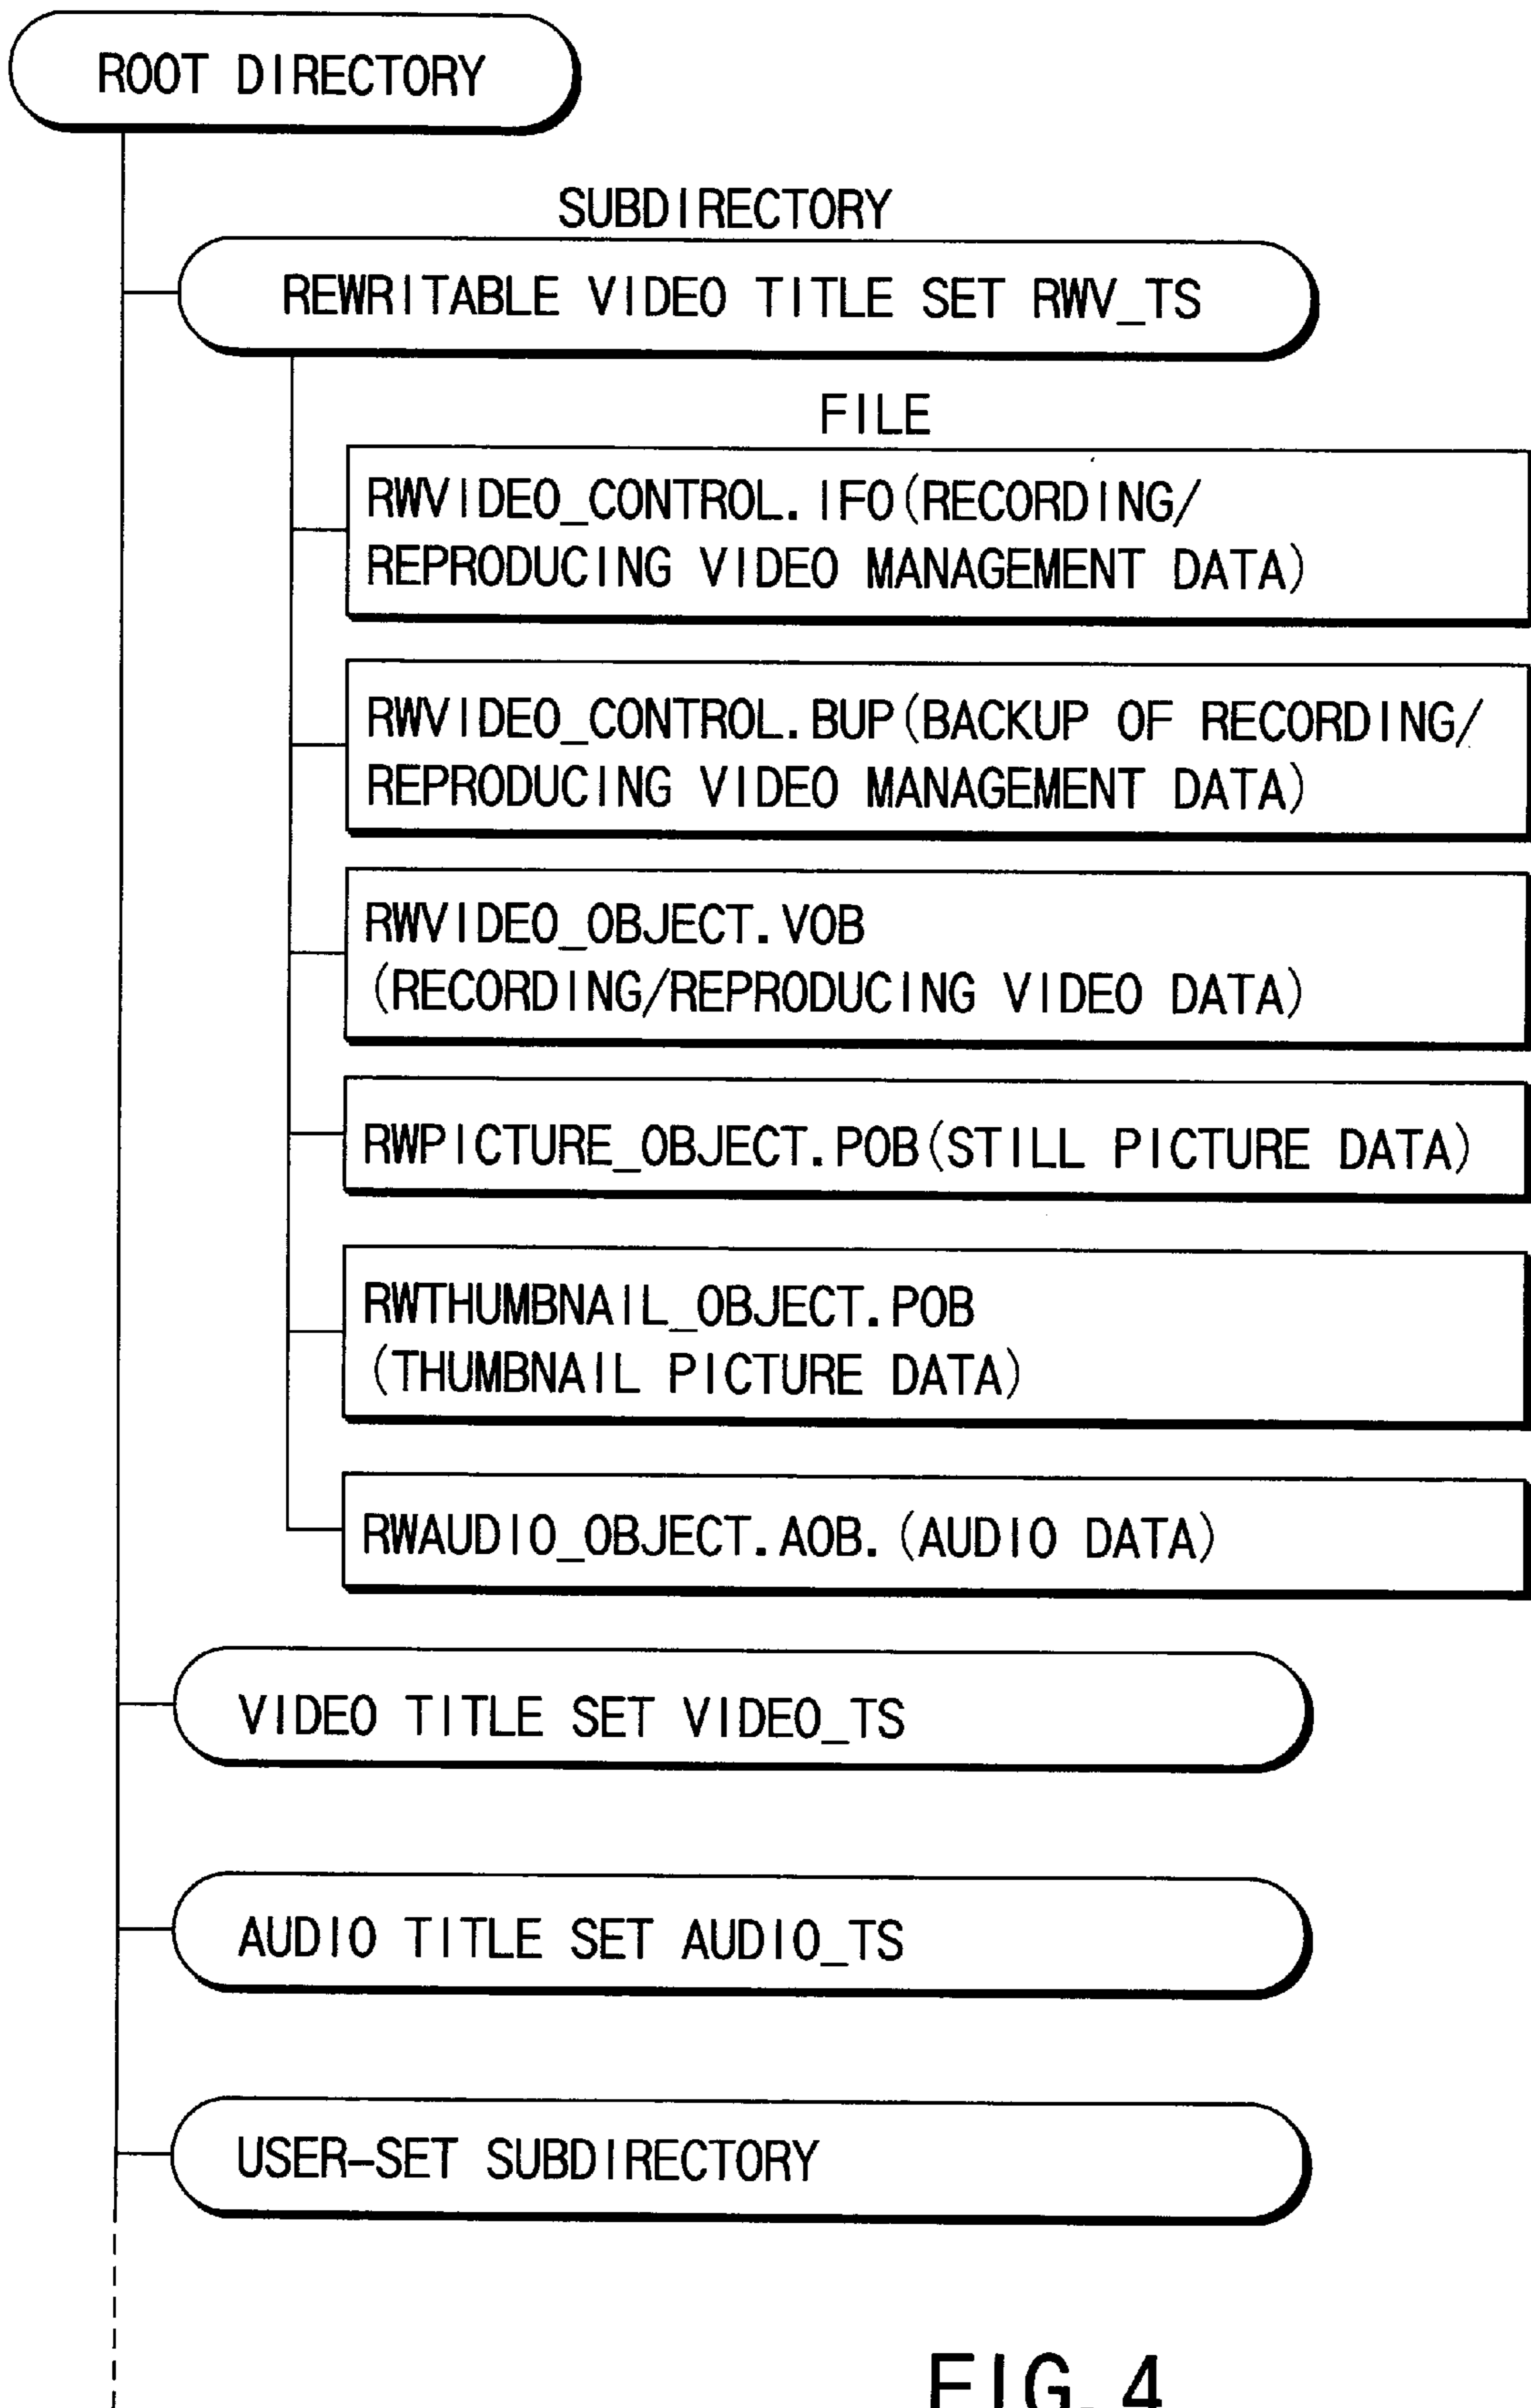 ROOT DIRECTORY
SUBDIRECTORY
REWRITABLE VIDEO TITLE SET RWV_TS
FILE
RWVIDEO_CONTROL.IFO(RECORDING/
REPRODUCING VIDEO MANAGEMENT DATA)
RWVIDEO_CONTROL.BUP(BACKUP OF RECORDING/
REPRODUCING VIDEO MANAGEMENT DATA)
RWVIDEO_OBJECT.VOB
(RECORDING/REPRODUCING VIDEO DATA)
RWPICTURE_OBJECT.POB(STILL PICTURE DATA)
RWTHUMBNAIL_OBJECT.POB
(THUMBNAIL PICTURE DATA)
RWAUDIO_OBJECT.AOB.(AUDIO DATA)
VIDEO TITLE SET VIDEO_TS
AUDIO TITLE SET AUDIO_TS
USER-SET SUBDIRECTORY
FIG. 4